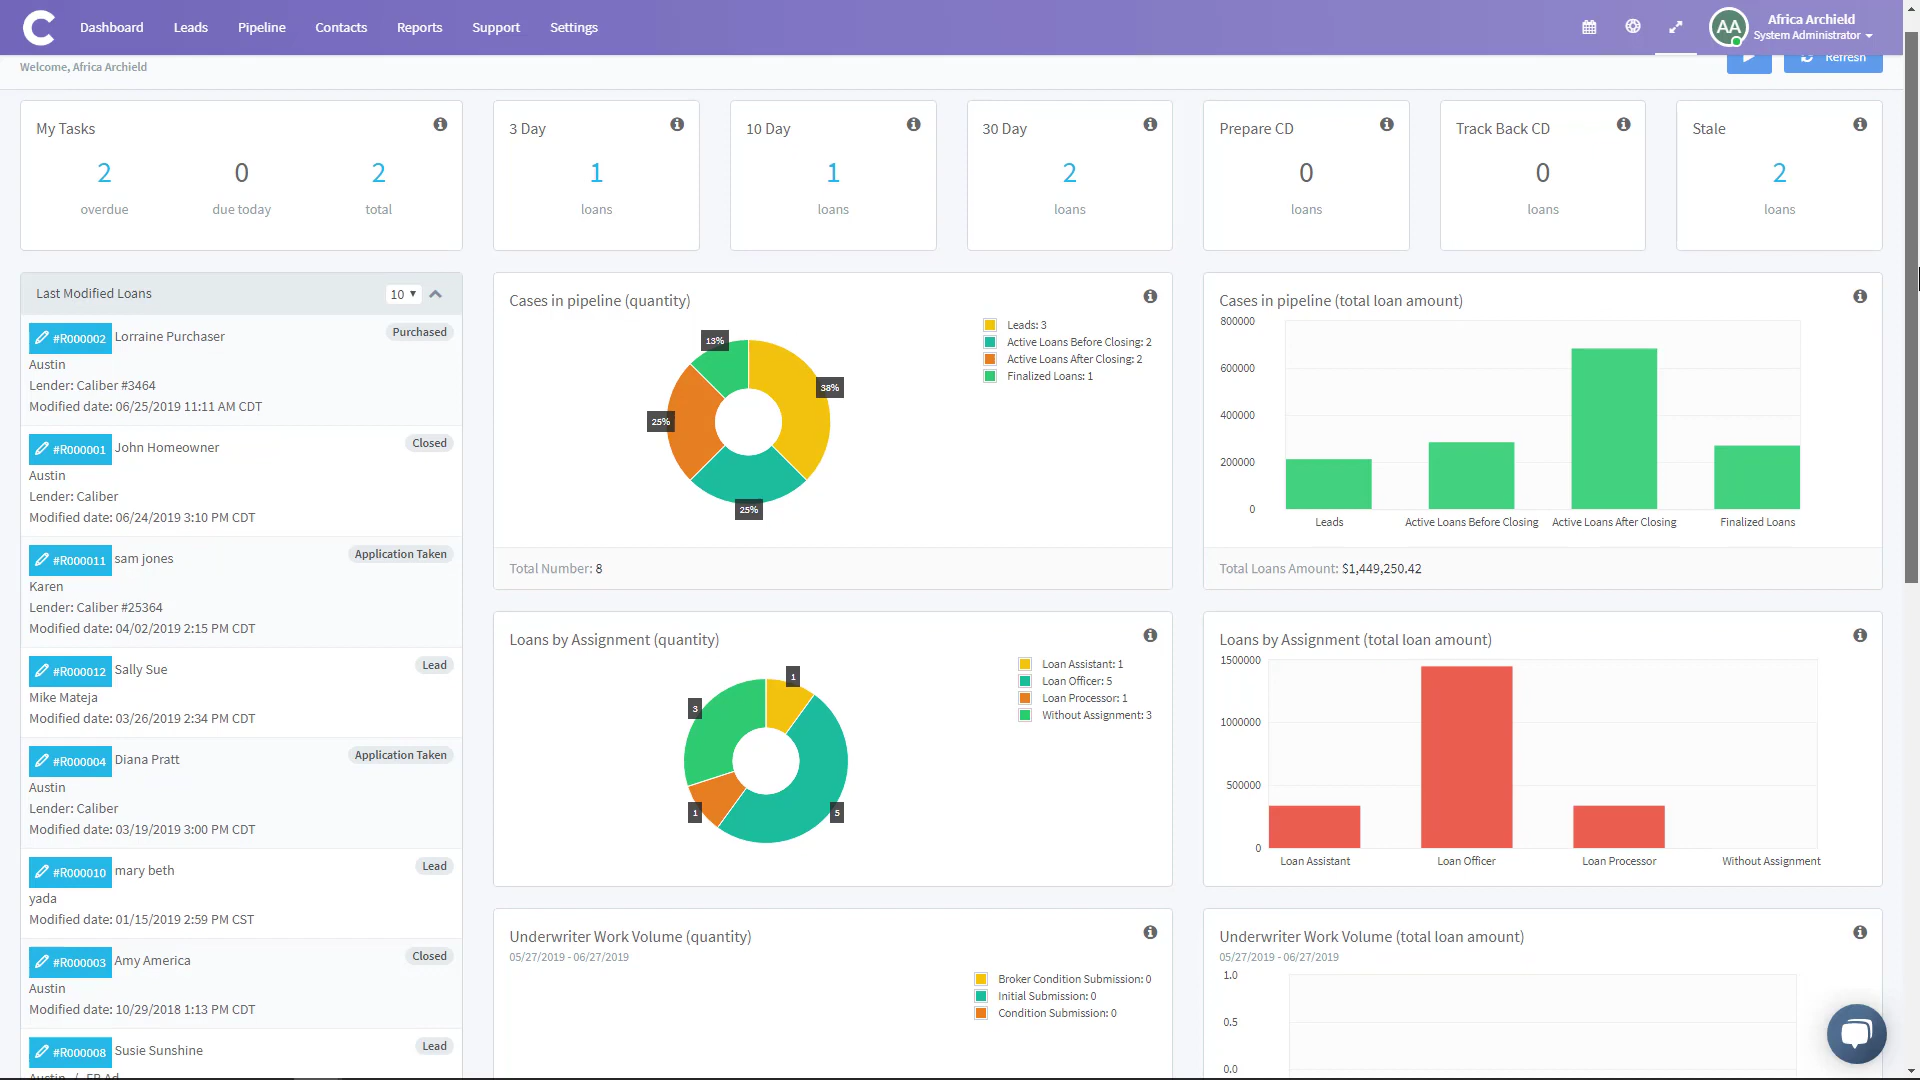 Dashboard
Leads
Pipeline
Contacts
Reports
Support
Settings
AA
Africa Archield
System Administrator
Welcome, Africa Archield
Refresh
My Tasks
2
0
2
overdue
due today
total
3 Day
1
loans
10 Day
1
loans
30 Day
2
loans
Prepare CD
0
loans
Track Back CD
0
loans
Stale
2
loans
Last Modified Loans
10
#R000002 Lorraine Purchaser
Purchased
Austin
Lender: Caliber #3464
Modified date: 06/25/2019 11:11 AM CDT
#R000001 John Homeowner
Closed
Austin
Lender: Caliber
Modified date: 06/24/2019 3:10 PM CDT
#R000011 sam jones
Application Taken
Karen
Lender: Caliber #25364
Modified date: 04/02/2019 2:15 PM CDT
#R000012 Sally Sue
Lead
Mike Mateja
Modified date: 03/26/2019 2:34 PM CDT
#R000004 Diana Pratt
Application Taken
Austin
Lender: Caliber
Modified date: 03/19/2019 3:00 PM CDT
#R000010 mary beth
Lead
yada
Modified date: 01/15/2019 2:59 PM CST
#R000003 Amy America
Closed
Austin
Modified date: 10/29/2018 1:13 PM CDT
#R000008 Susie Sunshine
Lead
Austin / FB Ad
Cases in pipeline (quantity)
13%
38%
25%
25%
Leads: 3
Active Loans Before Closing: 2
Active Loans After Closing: 2
Finalized Loans: 1
Total Number: 8
Cases in pipeline (total loan amount)
800000
600000
400000
200000
0
Leads
Active Loans Before Closing
Active Loans After Closing
Finalized Loans
Total Loans Amount: $1,449,250.42
Loans by Assignment (quantity)
1
3
1
5
Loan Assistant: 1
Loan Officer: 5
Loan Processor: 1
Without Assignment: 3
Loans by Assignment (total loan amount)
1500000
1000000
500000
0
Loan Assistant
Loan Officer
Loan Processor
Without Assignment
Underwriter Work Volume (quantity)
05/27/2019 - 06/27/2019
Broker Condition Submission: 0
Initial Submission: 0
Condition Submission: 0
Underwriter Work Volume (total loan amount)
05/27/2019 - 06/27/2019
1.0
0.5
0.0